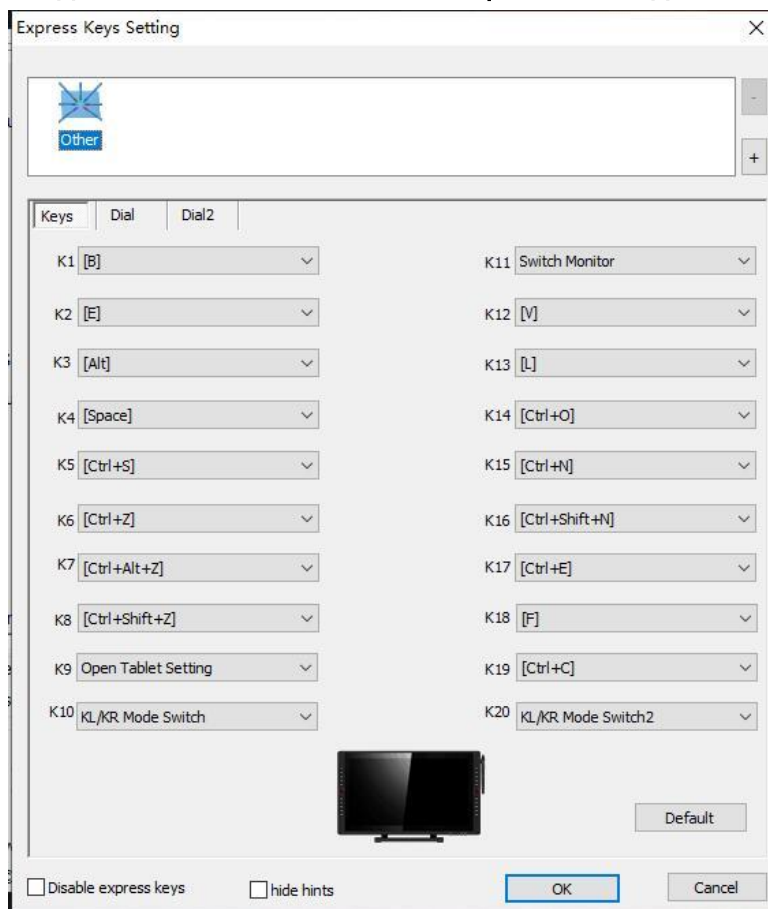 Express Keys Setting
Other
-
+
Keys Dial Dial2
K1 [B]
K2 [E]
K3 [Alt]
K4 [Space]
K5 [Ctrl+S]
K6 [Ctrl+Z]
K7 [Ctrl+Alt+Z]
K8 [Ctrl+Shift+Z]
K9 Open Tablet Setting
K10 KL/KR Mode Switch
K11 Switch Monitor
K12 [V]
K13 [L]
K14 [Ctrl+O]
K15 [Ctrl+N]
K16 [Ctrl+Shift+N]
K17 [Ctrl+E]
K18 [F]
K19 [Ctrl+C]
K20 KL/KR Mode Switch2
Default
Disable express keys
hide hints
OK
Cancel